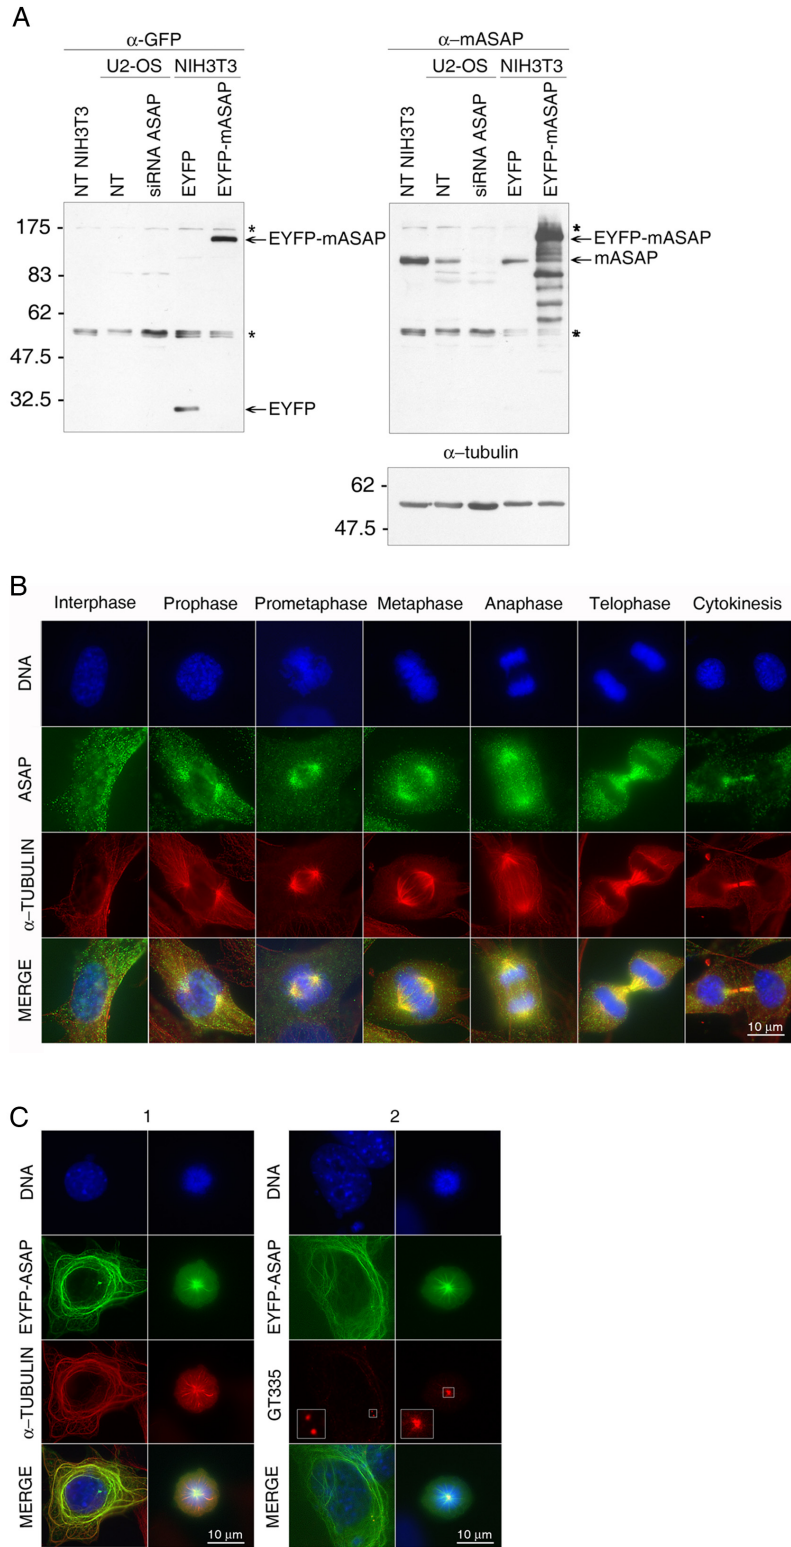 A
α-GFP
U2-OS NIH3T3
NT NIH3T3
NT
siRNA ASAP
EYFP
EYFP-mASAP
175
83
62
47.5
32.5
*
EYFP-mASAP
*
EYFP
α–mASAP
U2-OS NIH3T3
NT NIH3T3
NT
siRNA ASAP
EYFP
EYFP-mASAP
*
EYFP-mASAP
mASAP
*
α–tubulin
62
47.5
B
Interphase Prophase Prometaphase Metaphase Anaphase Telophase Cytokinesis
DNA
ASAP
α–TUBULIN
MERGE
10 μm
C
1
DNA
EYFP-ASAP
α–TUBULIN
MERGE
10 μm
2
DNA
EYFP-ASAP
GT335
MERGE
10 μm